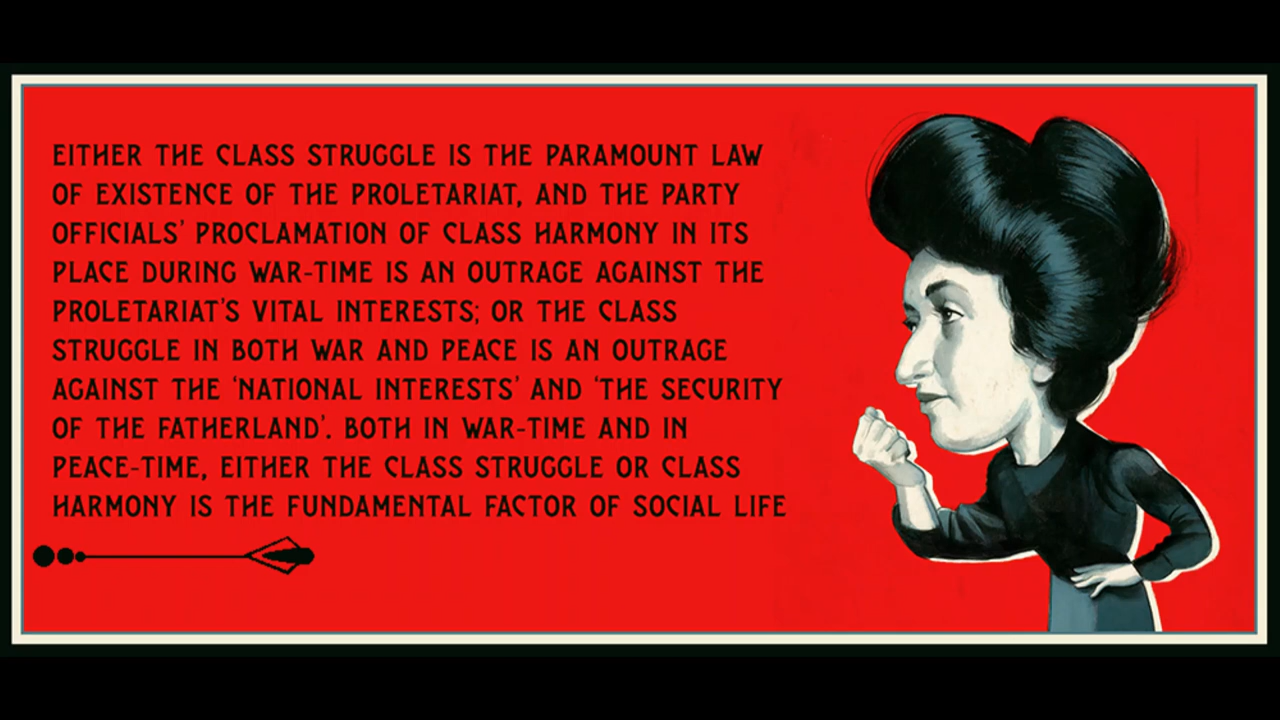 EITHER THE CLASS STRUGGLE IS THE PARAMOUNT LAW
OF EXISTENCE OF THE PROLETARIAT, AND THE PARTY
OFFICIALS' PROCLAMATION OF CLASS HARMONY IN ITS
PLACE DURING WAR-TIME IS AN OUTRAGE AGAINST THE
PROLETARIAT'S VITAL INTERESTS; OR THE CLASS
STRUGGLE IN BOTH WAR AND PEACE IS AN OUTRAGE
AGAINST THE ‘NATIONAL INTERESTS’ AND ‘THE SECURITY
OF THE FATHERLAND’. BOTH IN WAR-TIME AND IN
PEACE-TIME, EITHER THE CLASS STRUGGLE OR CLASS
HARMONY IS THE FUNDAMENTAL FACTOR OF SOCIAL LIFE